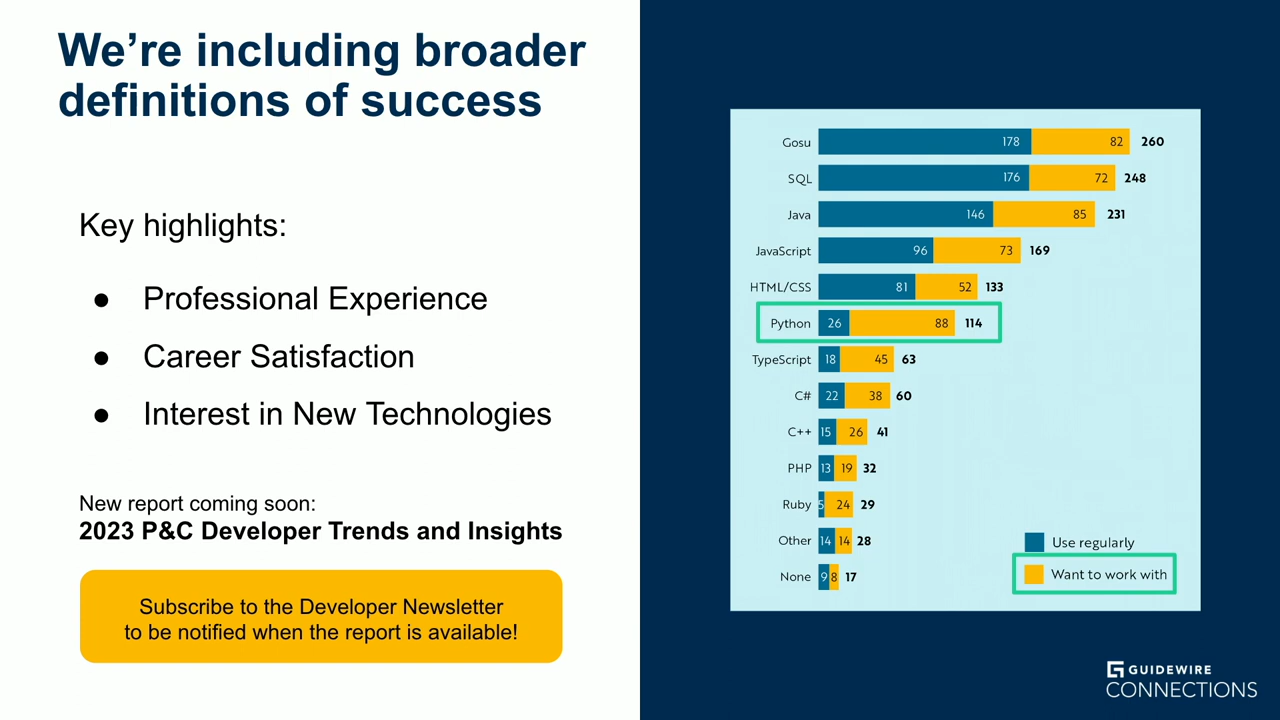 We’re including broader
definitions of success
Key highlights:
● Professional Experience
● Career Satisfaction
● Interest in New Technologies
New report coming soon:
2023 P&C Developer Trends and Insights
Subscribe to the Developer Newsletter
to be notified when the report is available!
Gosu 178 82 260
SQL 176 72 248
Java 146 85 231
JavaScript 96 73 169
HTML/CSS 81 52 133
Python 26 88 114
TypeScript 18 45 63
C# 22 38 60
C++ 15 26 41
PHP 13 19 32
Ruby 5 24 29
Other 14 14 28
None 9 8 17
Use regularly
Want to work with
GUIDEWIRE
CONNECTIONS